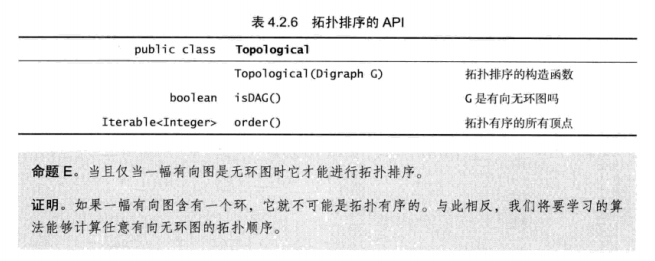 表 4.2.6 拓扑排序的 API
public class Topological
Topological(Digraph G) 拓扑排序的构造函数
boolean isDAG() G 是有向无环图吗
Iterable<Integer> order() 拓扑有序的所有顶点
命题 E。当且仅当一幅有向图是无环图时它才能进行拓扑排序。
证明。如果一幅有向图含有一个环，它就不可能是拓扑有序的。与此相反，我们将要学习的算
法能够计算任意有向无环图的拓扑顺序。